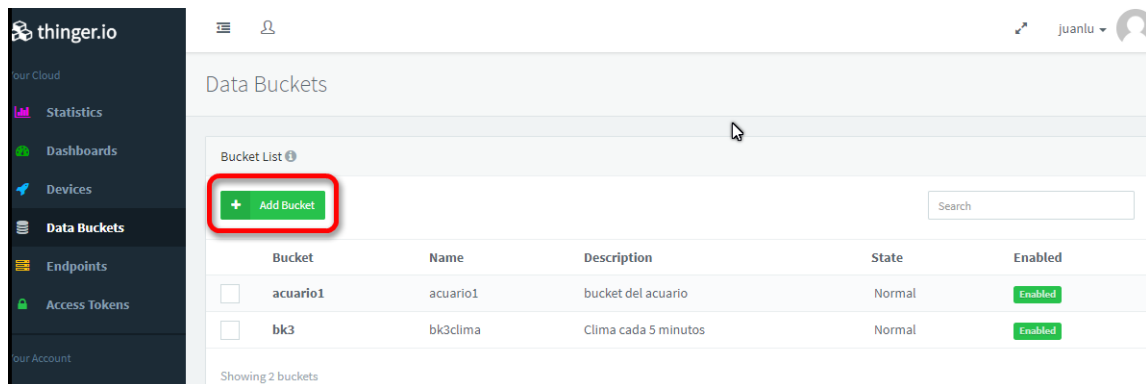 thinger.io
juanlu
our Cloud
Statistics
Dashboards
Devices
Data Buckets
Endpoints
Access Tokens
our Account
Data Buckets
Bucket List
+ Add Bucket
Search
Bucket Name Description State Enabled
acuario1 acuario1 bucket del acuario Normal Enabled
bk3 bk3clima Clima cada 5 minutos Normal Enabled
Showing 2 buckets